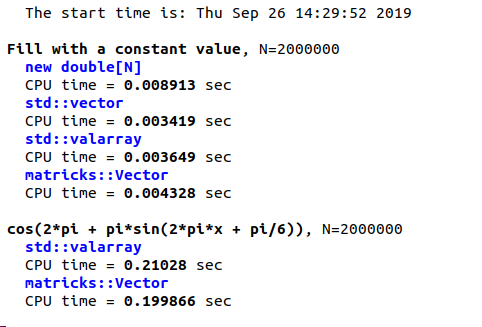 The start time is: Thu Sep 26 14:29:52 2019
Fill with a constant value, N=2000000
new double[N]
CPU time = 0.008913 sec
std::vector
CPU time = 0.003419 sec
std::valarray
CPU time = 0.003649 sec
matricks::Vector
CPU time = 0.004328 sec
cos(2*pi + pi*sin(2*pi*x + pi/6)), N=2000000
std::valarray
CPU time = 0.21028 sec
matricks::Vector
CPU time = 0.199866 sec